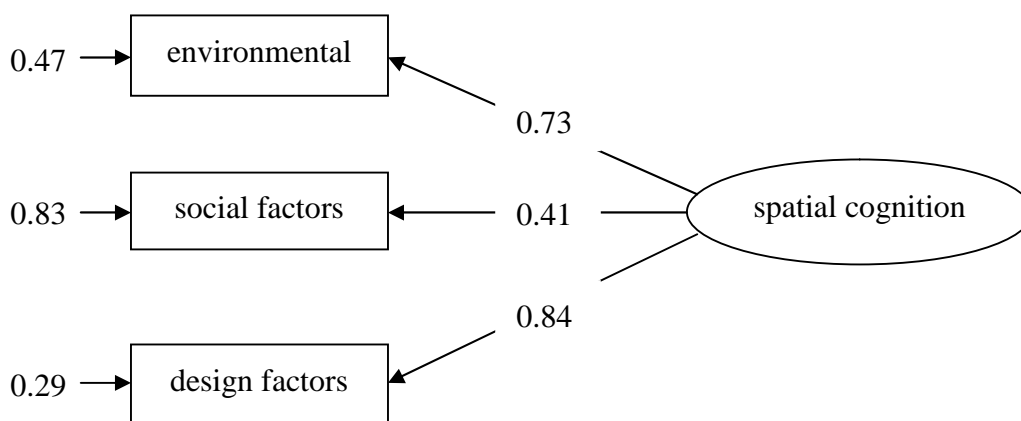 0.47
environmental
0.73
0.83
social factors
0.41
spatial cognition
0.84
0.29
design factors